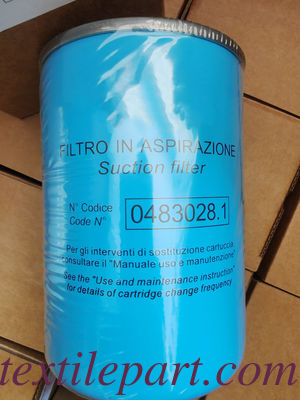 FILTRO IN ASPIRAZIONE
Suction filter
N° Codice
Code N°
0483028.1
Per gli interventi di sostituzione cartuccia,
consultare il "Manuale uso e manutenzione"
See the "Use and maintenance instruction"
for details of cartridge change frequency
textilepart.com